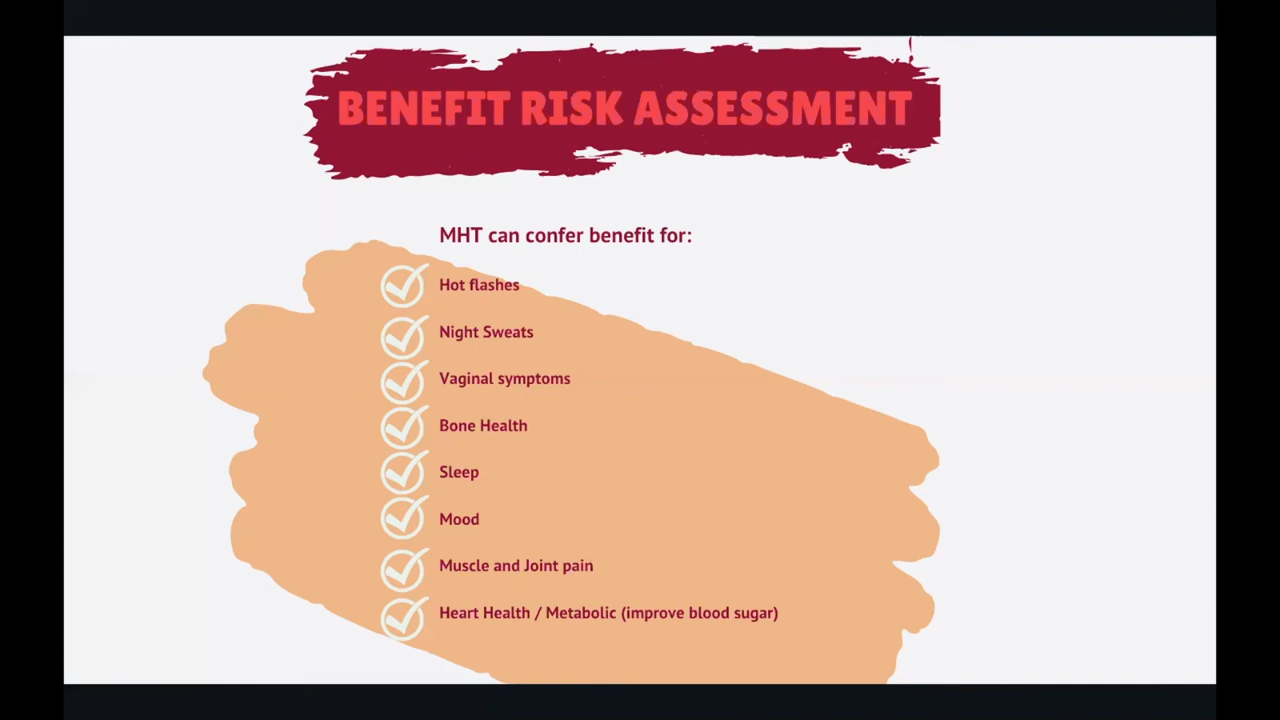 BENEFIT RISK ASSESSMENT
MHT can confer benefit for:
Hot flashes
Night Sweats
Vaginal symptoms
Bone Health
Sleep
Mood
Muscle and Joint pain
Heart Health / Metabolic (improve blood sugar)